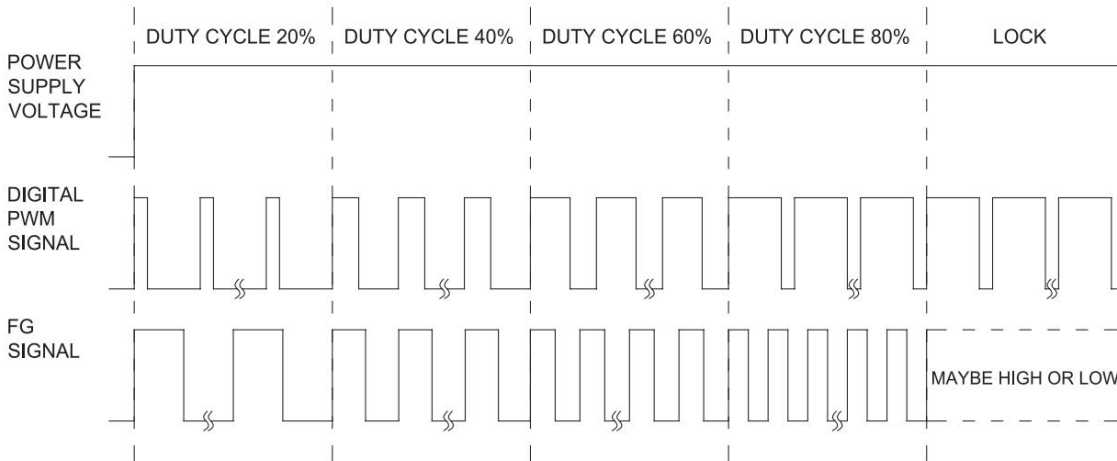 DUTY CYCLE 20%
DUTY CYCLE 40%
DUTY CYCLE 60%
DUTY CYCLE 80%
LOCK
POWER
SUPPLY
VOLTAGE
DIGITAL
PWM
SIGNAL
FG
SIGNAL
MAYBE HIGH OR LOW